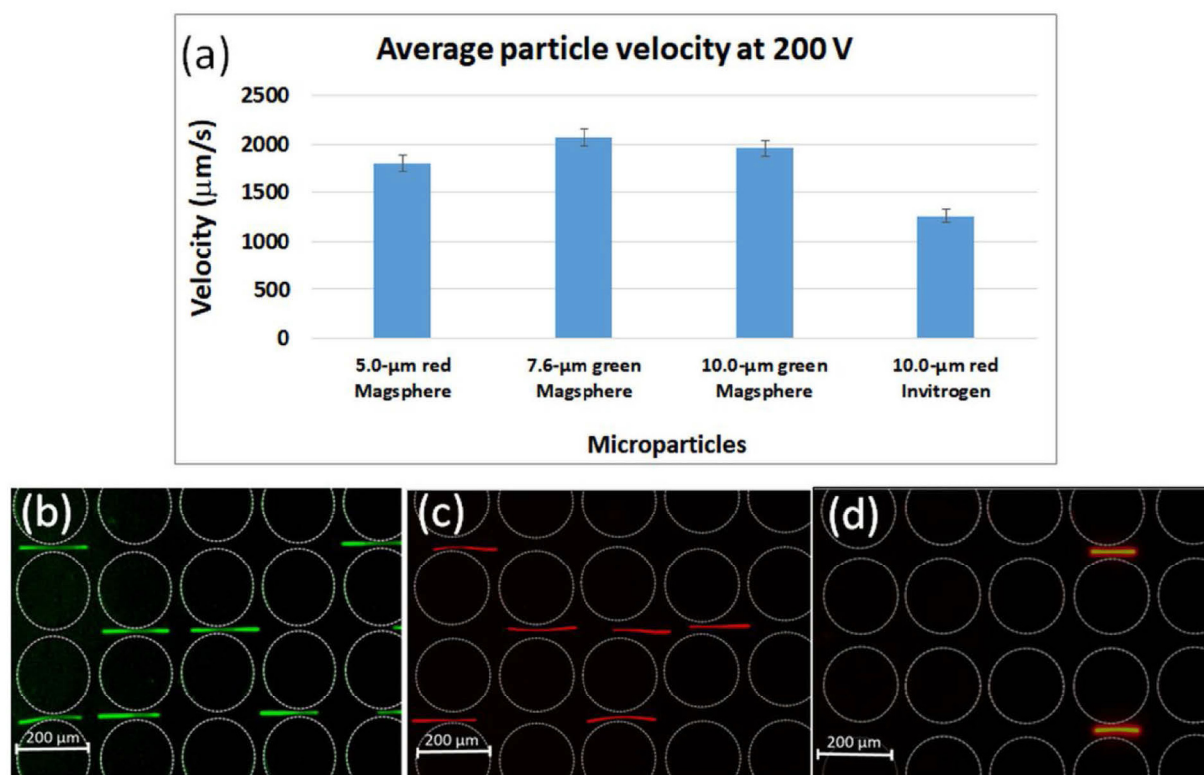 (a)
Average particle velocity at 200 V
Velocity (μm/s)
2500
2000
1500
1000
500
0
5.0-μm red
Magsphere
7.6-μm green
Magsphere
10.0-μm green
Magsphere
10.0-μm red
Invitrogen
Microparticles
(b)
200 μm
(c)
200 μm
(d)
200 μm